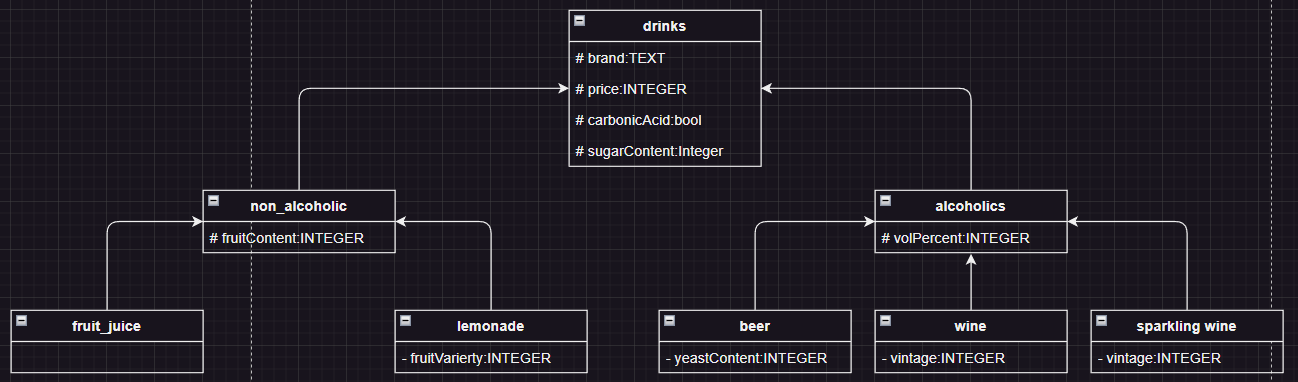 drinks
# brand:TEXT
# price:INTEGER
# carbonicAcid:bool
# sugarContent:Integer
non_alcoholic
# fruitContent:INTEGER
alcoholics
# volPercent:INTEGER
fruit_juice
lemonade
- fruitVarierty:INTEGER
beer
- yeastContent:INTEGER
wine
- vintage:INTEGER
sparkling wine
- vintage:INTEGER